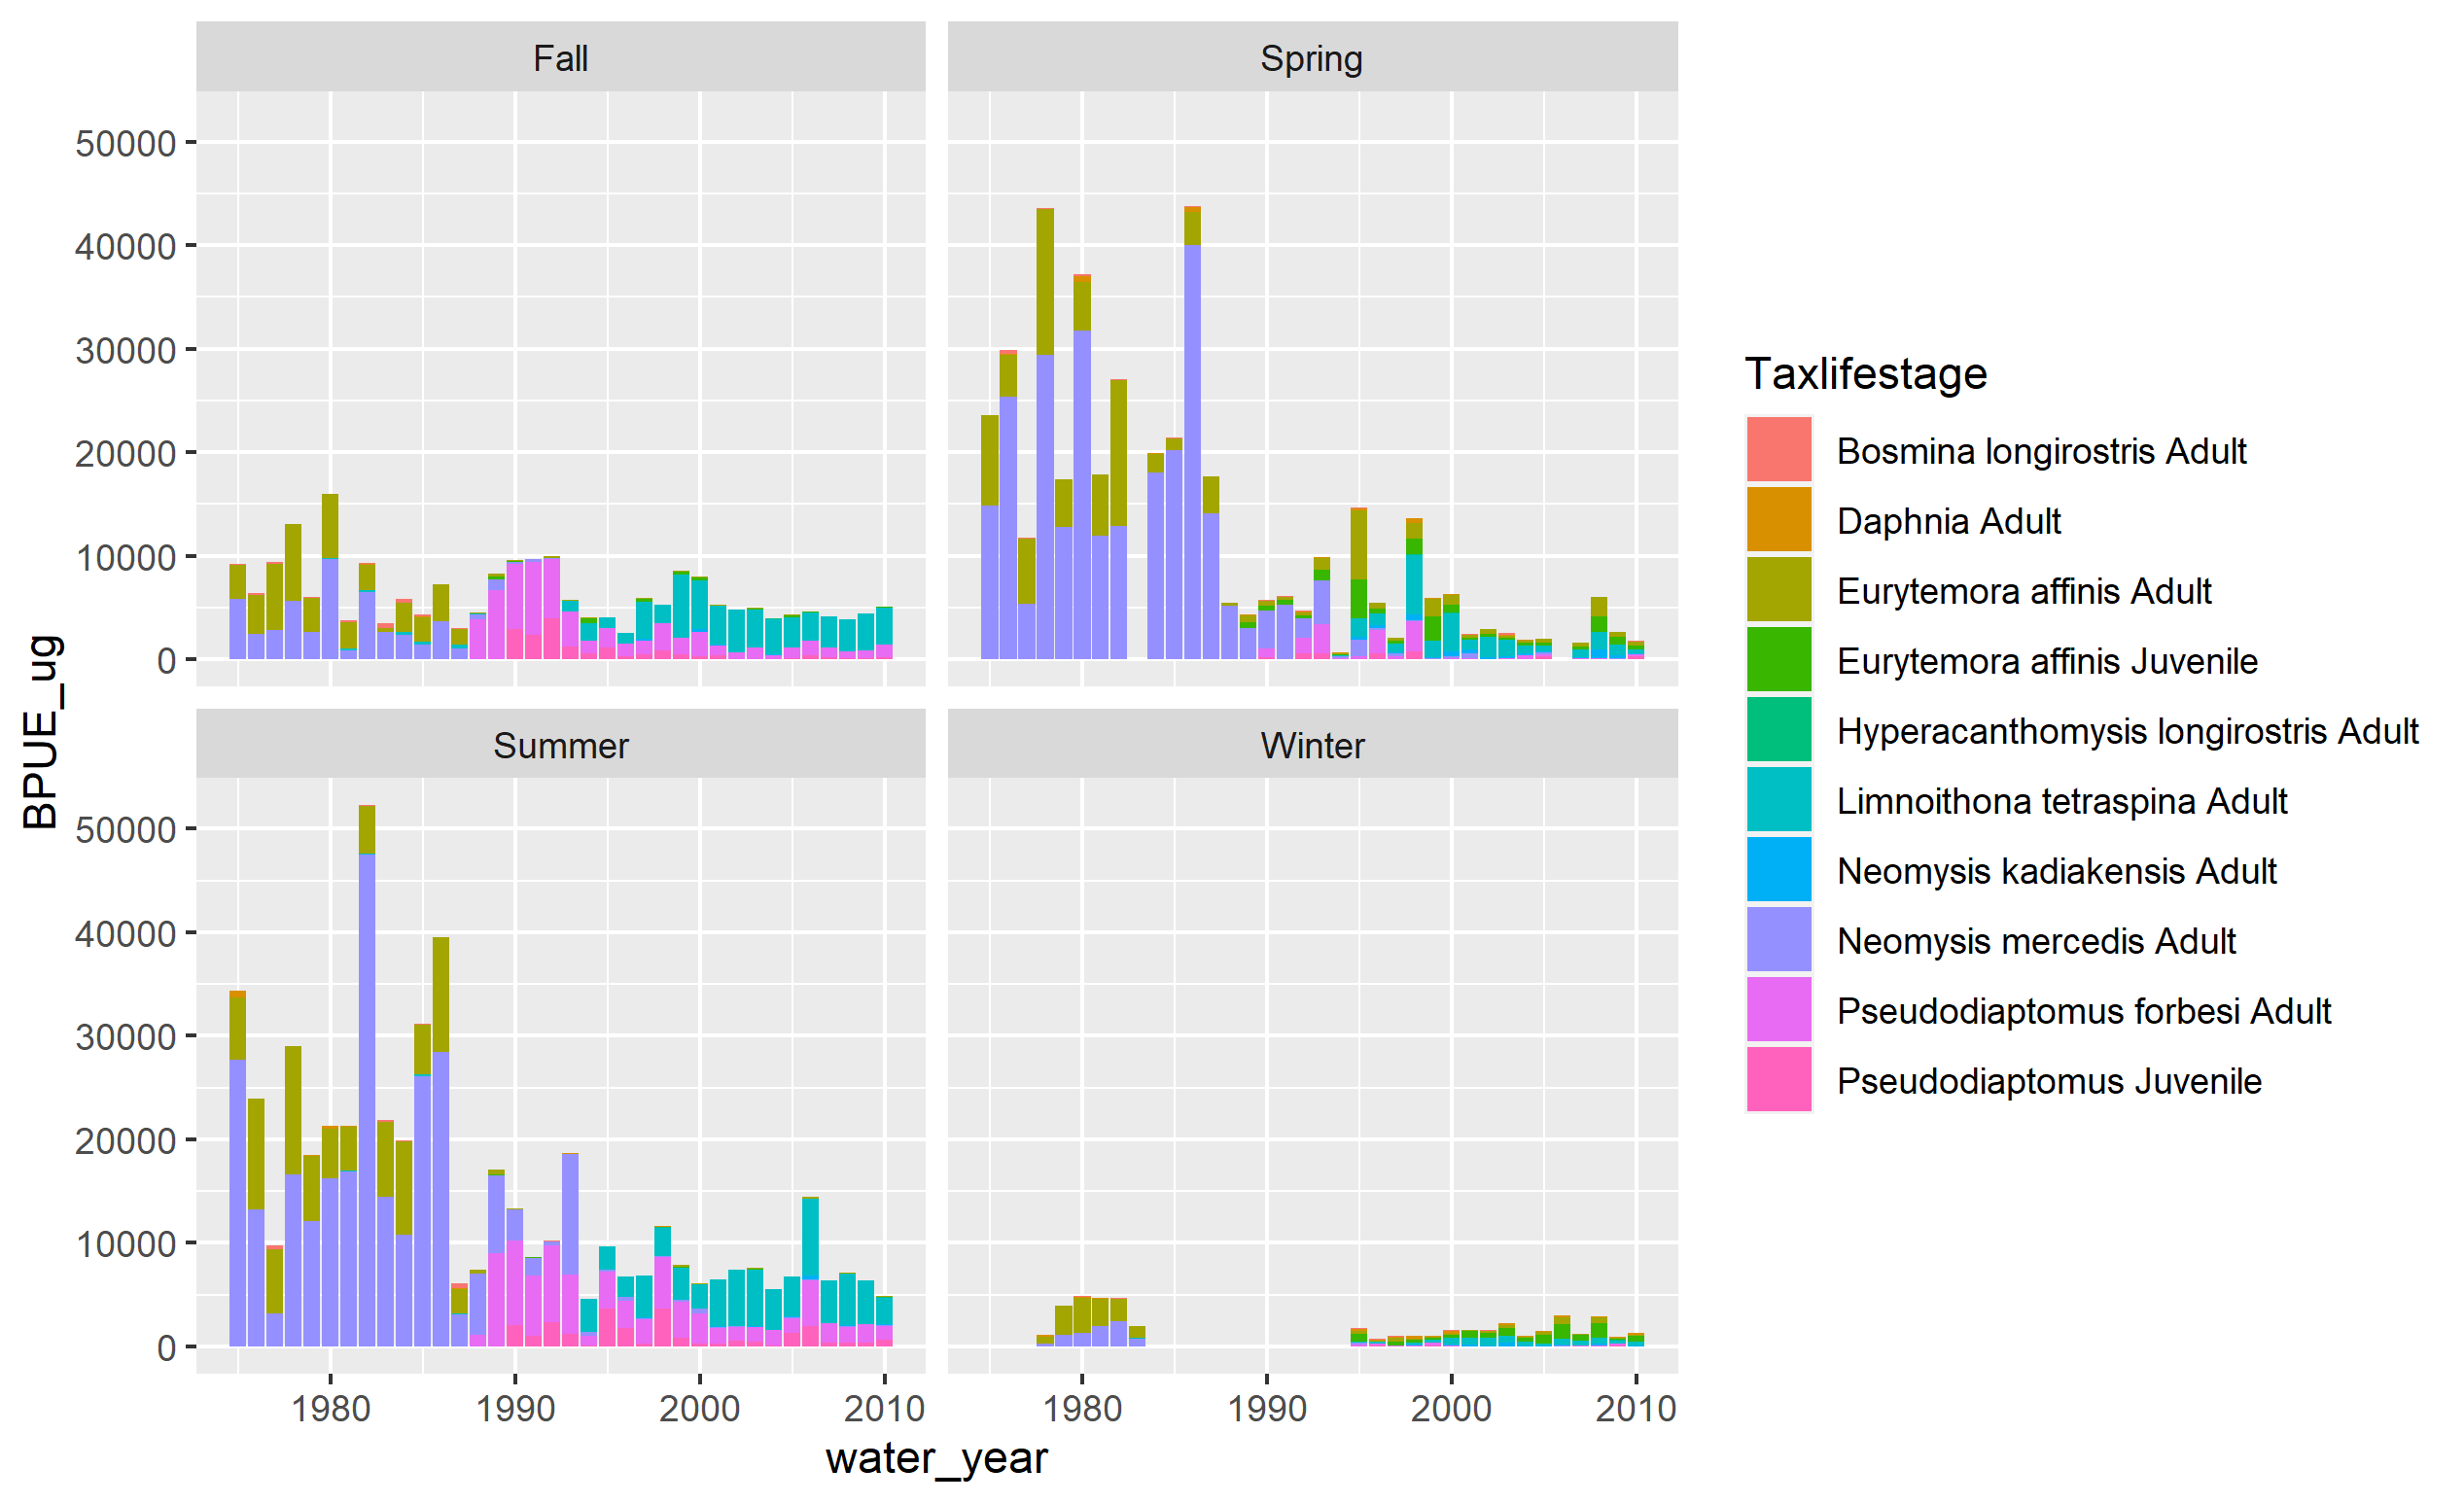 Fall
Spring
50000
40000
30000
20000
10000
0
Summer
Winter
50000
40000
30000
20000
10000
0
1980
1990
2000
2010
1980
1990
2000
2010
water_year
BPUE_ug
Taxlifestage
Bosmina longirostris Adult
Daphnia Adult
Eurytemora affinis Adult
Eurytemora affinis Juvenile
Hyperacanthomysis longirostris Adult
Limnoithona tetraspina Adult
Neomysis kadiakensis Adult
Neomysis mercedis Adult
Pseudodiaptomus forbesi Adult
Pseudodiaptomus Juvenile